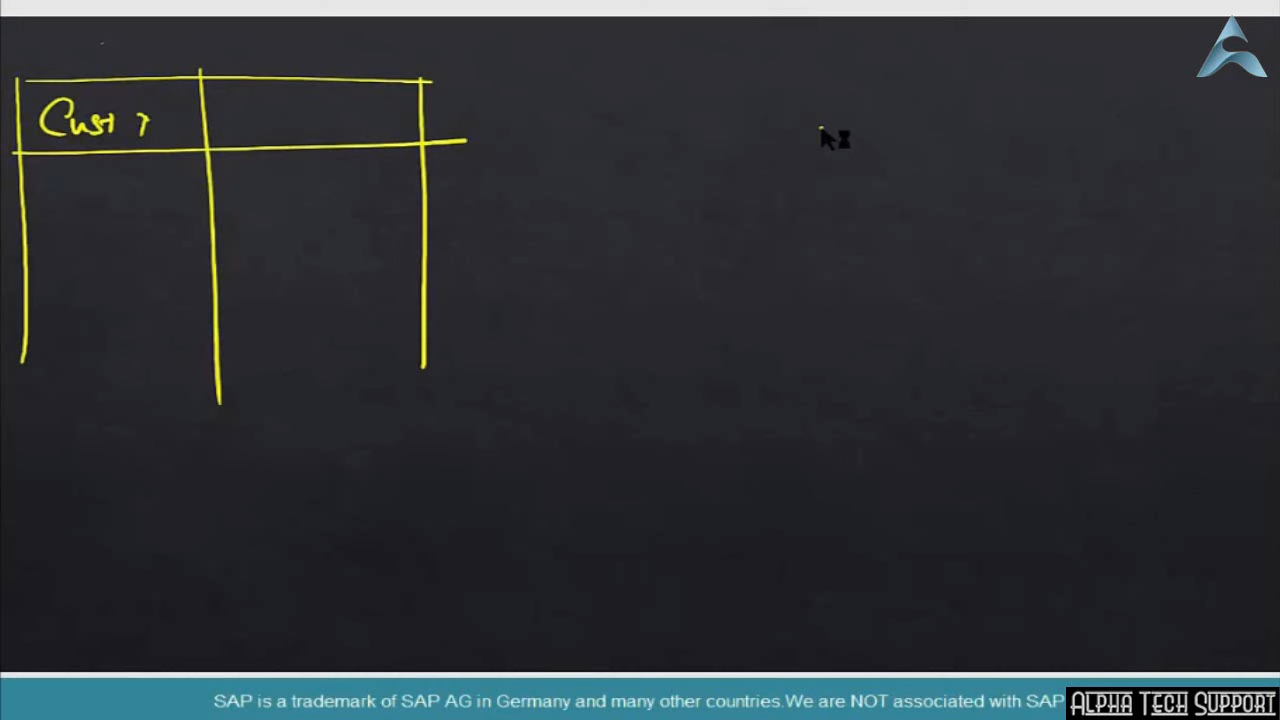 Cust
SAP is a trademark of SAP AG in Germany and many other countries.We are NOT associated with SAP
ALPHA TECH SUPPORT